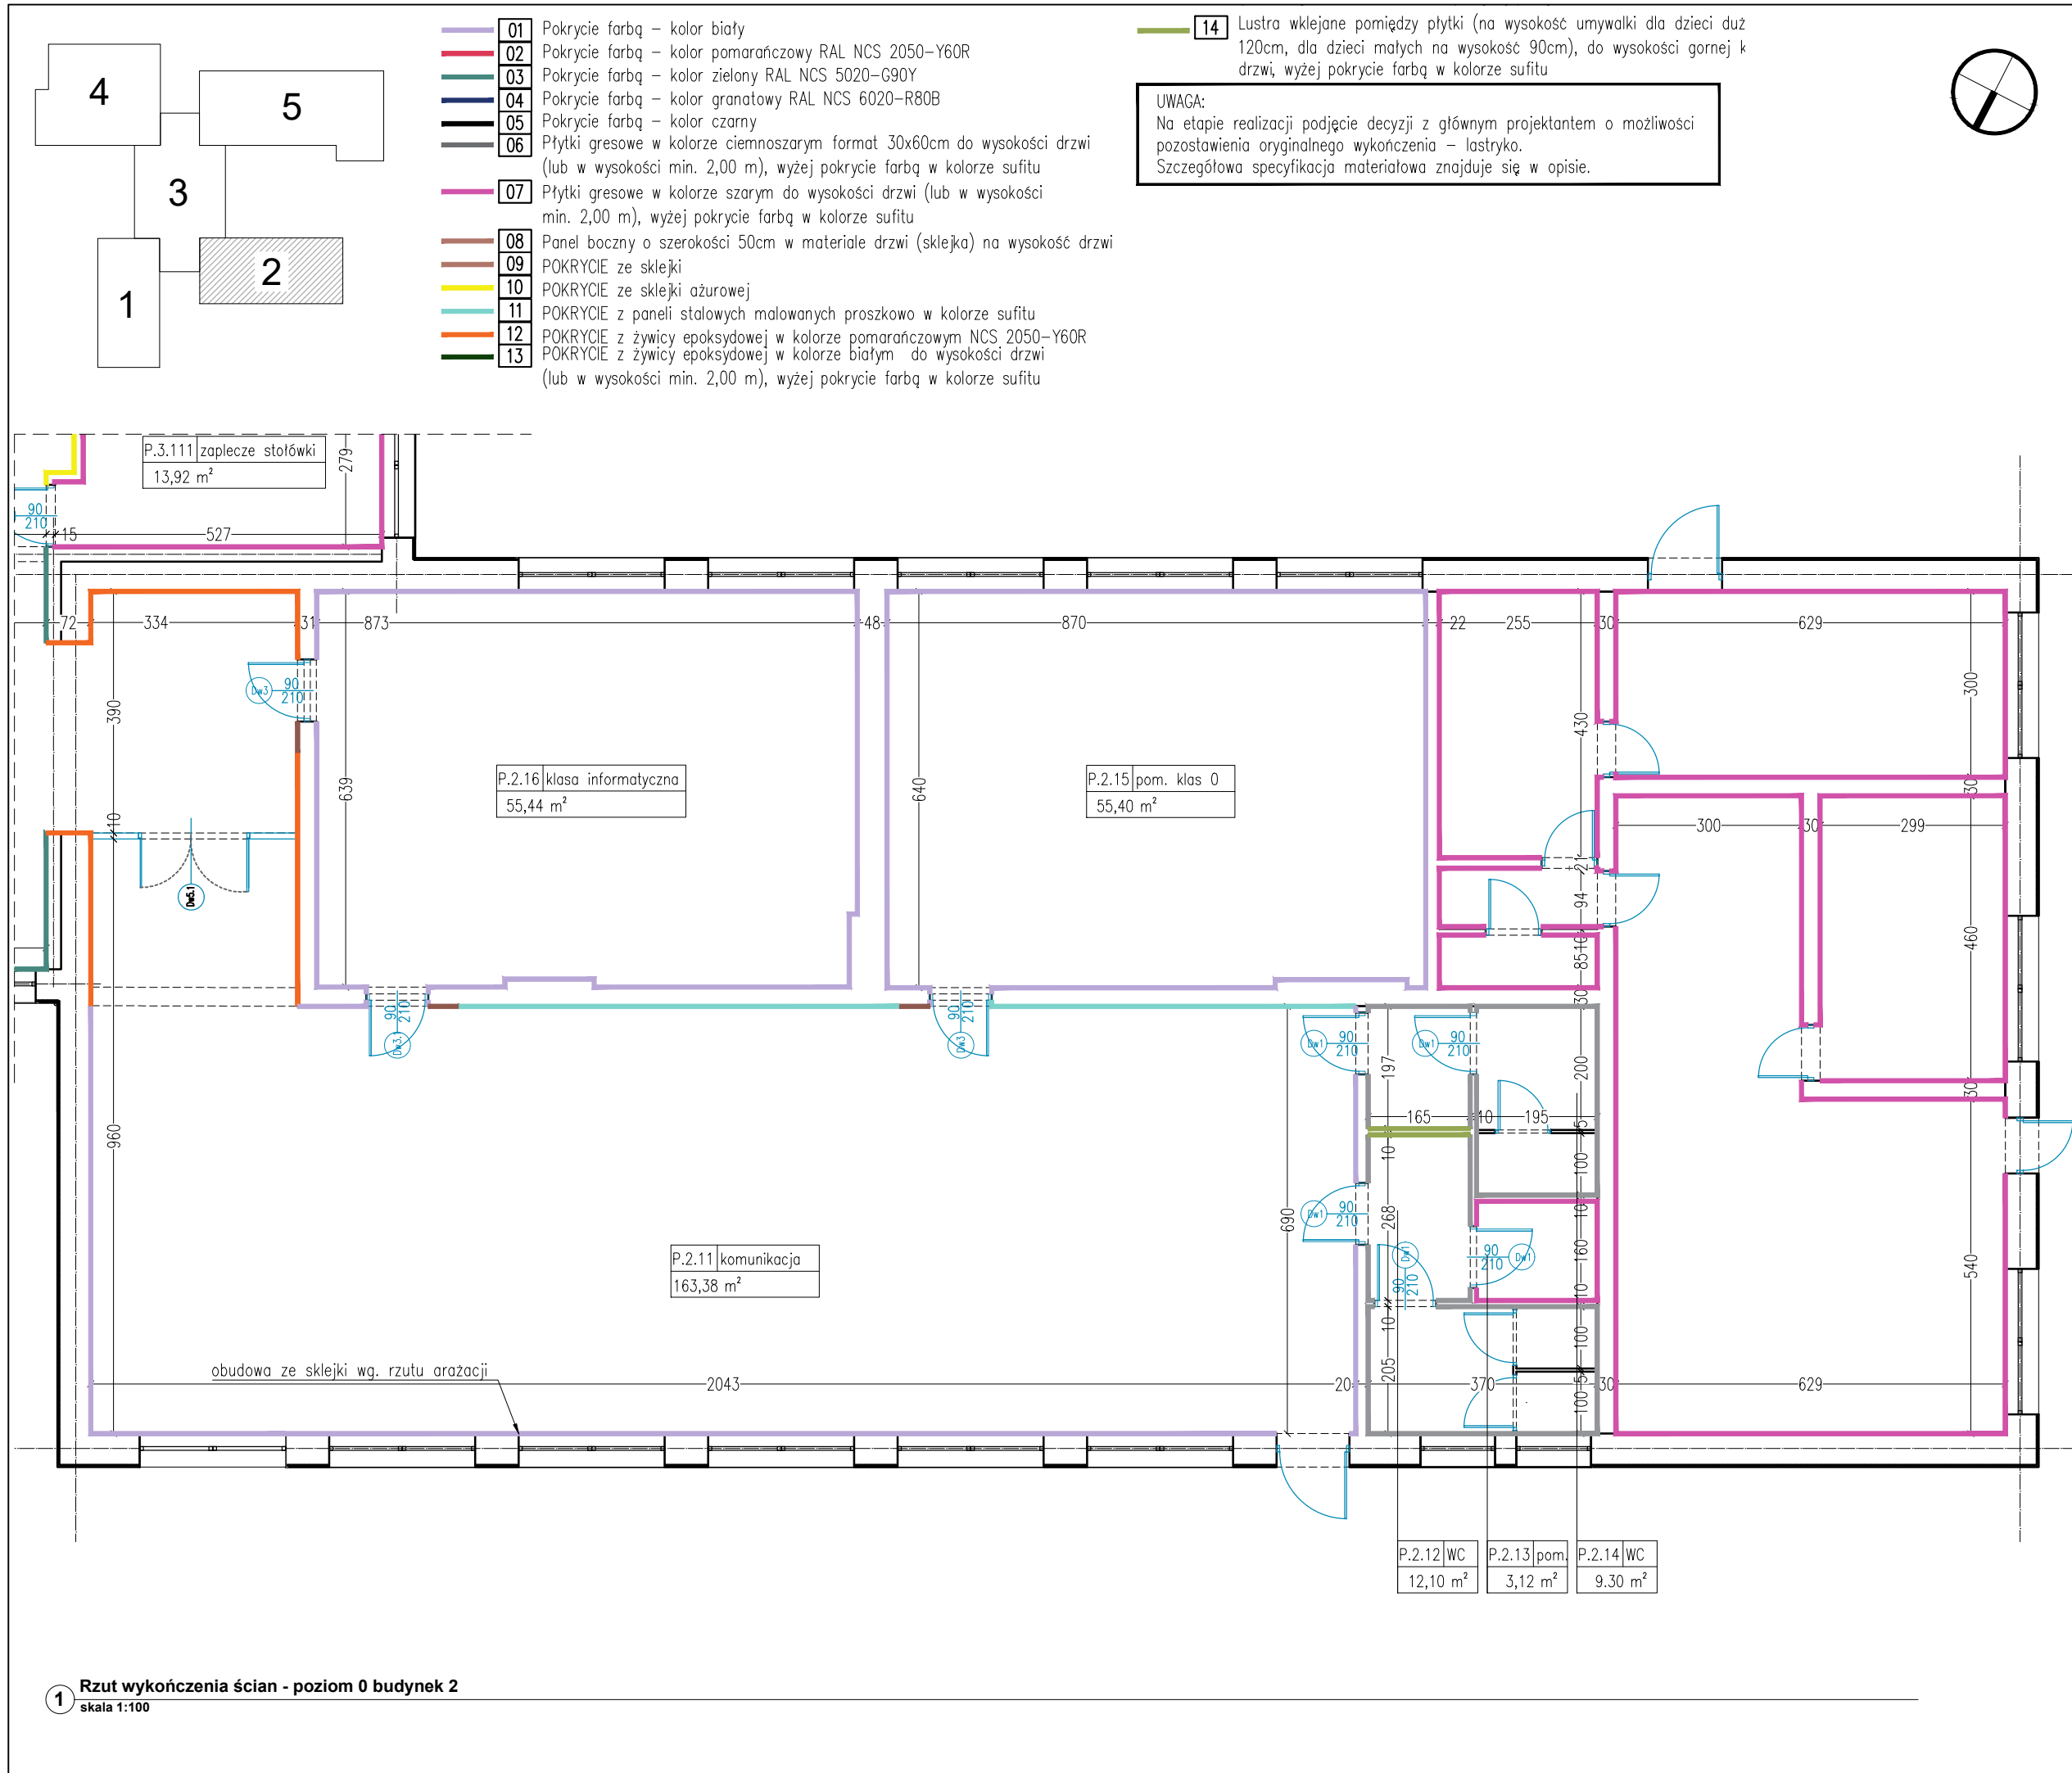 4
5
3
2
1
01 Pokrycie farbą – kolor biały
02 Pokrycie farbą – kolor pomarańczowy RAL NCS 2050-Y60R
03 Pokrycie farbą – kolor zielony RAL NCS 5020-G90Y
04 Pokrycie farbą – kolor granatowy RAL NCS 6020-R80B
05 Pokrycie farbą – kolor czarny
06 Płytki gresowe w kolorze ciemnoszarym format 30x60cm do wysokości drzwi
(lub w wysokości min. 2,00 m), wyżej pokrycie farbą w kolorze sufitu
07 Płytki gresowe w kolorze szarym do wysokości drzwi (lub w wysokości
min. 2,00 m), wyżej pokrycie farbą w kolorze sufitu
08 Panel boczny o szerokości 50cm w materiale drzwi (sklejka) na wysokość drzwi
09 POKRYCIE ze sklejki
10 POKRYCIE ze sklejki ażurowej
11 POKRYCIE z paneli stalowych malowanych proszkowo w kolorze sufitu
12 POKRYCIE z żywicy epoksydowej w kolorze pomarańczowym NCS 2050-Y60R
13 POKRYCIE z żywicy epoksydowej w kolorze białym do wysokości drzwi
(lub w wysokości min. 2,00 m), wyżej pokrycie farbą w kolorze sufitu
14 Lustra wklejane pomiędzy płytki (na wysokość umywalki dla dzieci duż
120cm, dla dzieci małych na wysokość 90cm), do wysokości gornej k
drzwi, wyżej pokrycie farbą w kolorze sufitu
UWAGA:
Na etapie realizacji podjęcie decyzji z głównym projektantem o możliwości
pozostawienia oryginalnego wykończenia – lastryko.
Szczegółowa specyfikacja materiałowa znajduje się w opisie.
P.3.111 zaplecze stołówki
13,92 m²
279
90
210
15
527
72
334
31
873
48
870
22
255
30
629
Dw3 90
210
390
10
639
640
430
300
30
P.2.16 klasa informatyczna
55,44 m²
P.2.15 pom. klas 0
55,40 m²
300
30
299
21
94
10
85
30
460
30
Dw5.1
90
210
Dw3.
90
210
Dw3
Dw1 90
210
Dw1 90
210
197
200
165
10
195
5
10
100
960
690
Dw1 90
210
268
10
160
10
Dw1
90
210
90
210 Dw1
540
P.2.11 komunikacja
163,38 m²
10
100
205
5
100
obudowa ze sklejki wg. rzutu arażacji
2043
20
370
30
629
P.2.12 WC
12,10 m²
P.2.13 pom.
3,12 m²
P.2.14 WC
9.30 m²
1 Rzut wykończenia ścian - poziom 0 budynek 2
skala 1:100